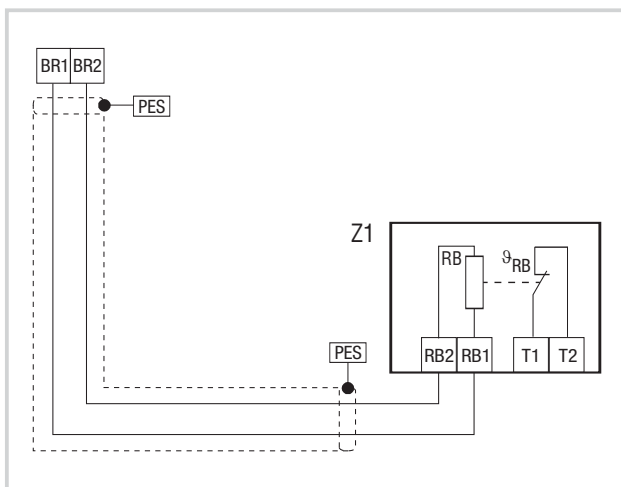 BR1 BR2
PES
Z1
RB ϑRB
PES
RB2 RB1 T1 T2